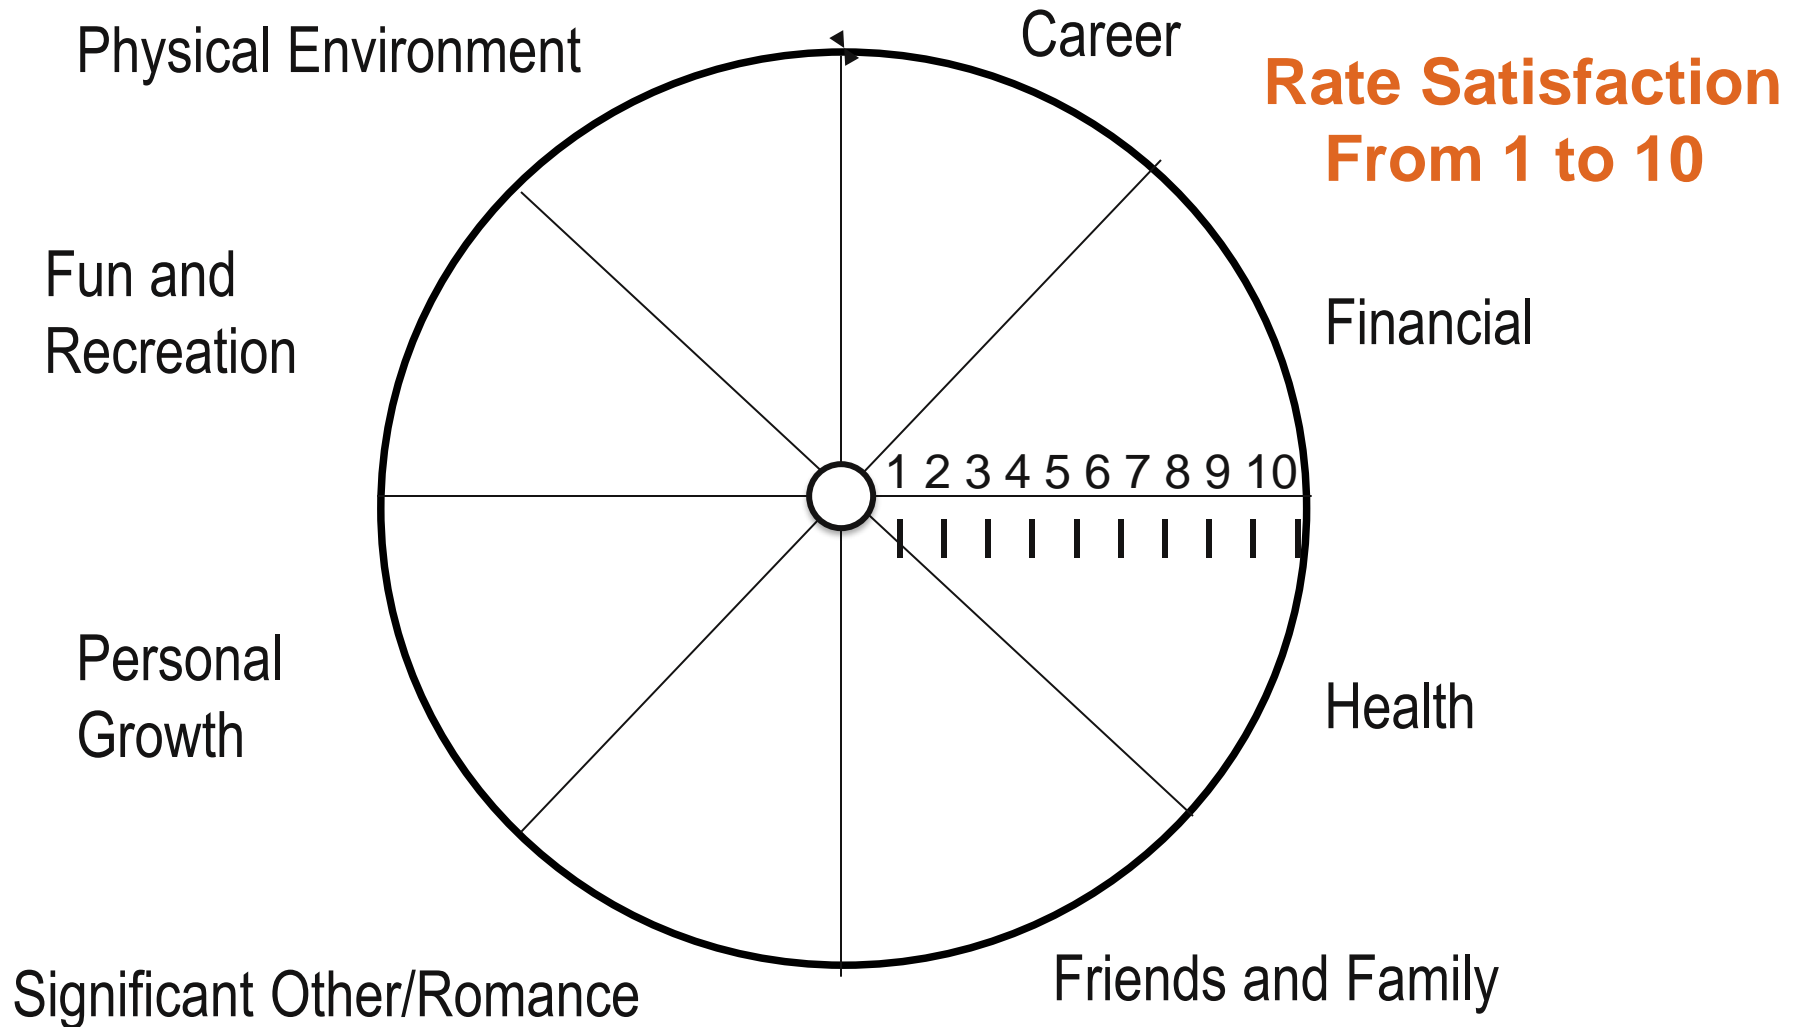 Physical Environment
Career
Rate Satisfaction
From 1 to 10
Fun and
Recreation
Financial
1 2 3 4 5 6 7 8 9 10
Personal
Growth
Health
Significant Other/Romance
Friends and Family